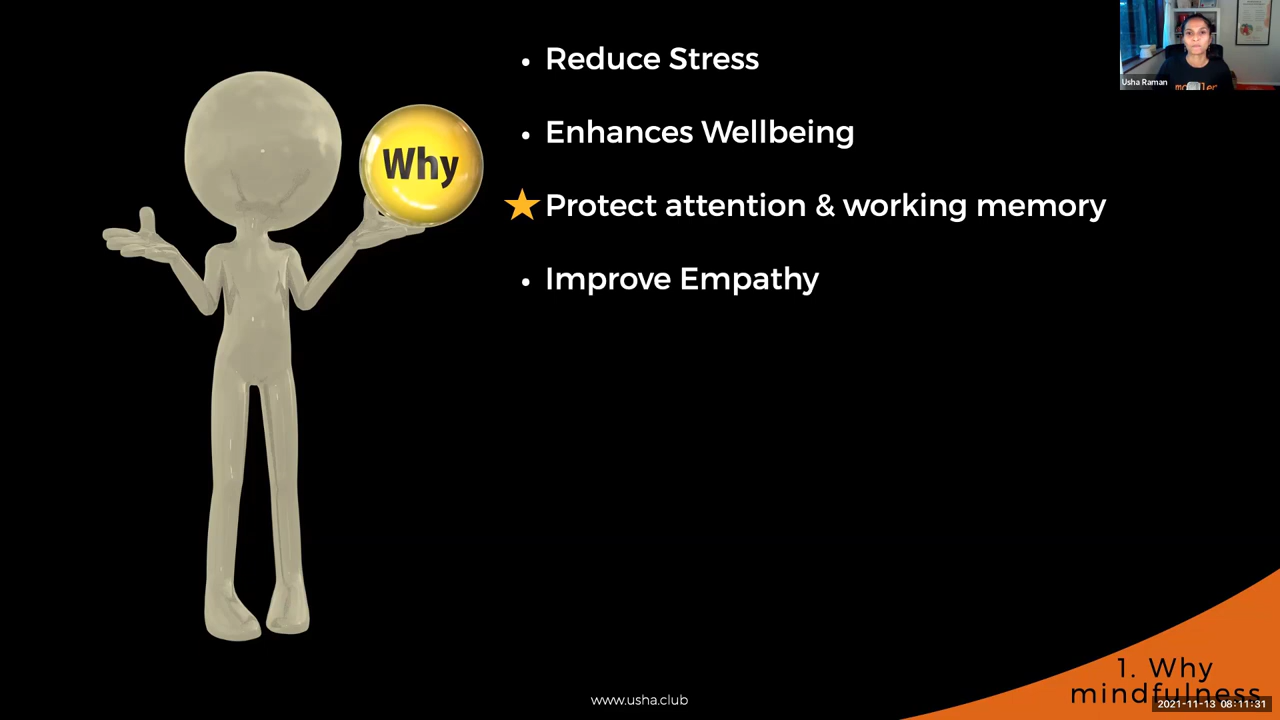 Reduce Stress
Usha Raman
Enhances Wellbeing
Why
Protect attention & working memory
Improve Empathy
1. Why
mindfulness
www.usha.club
2021-11-13 08:11:31